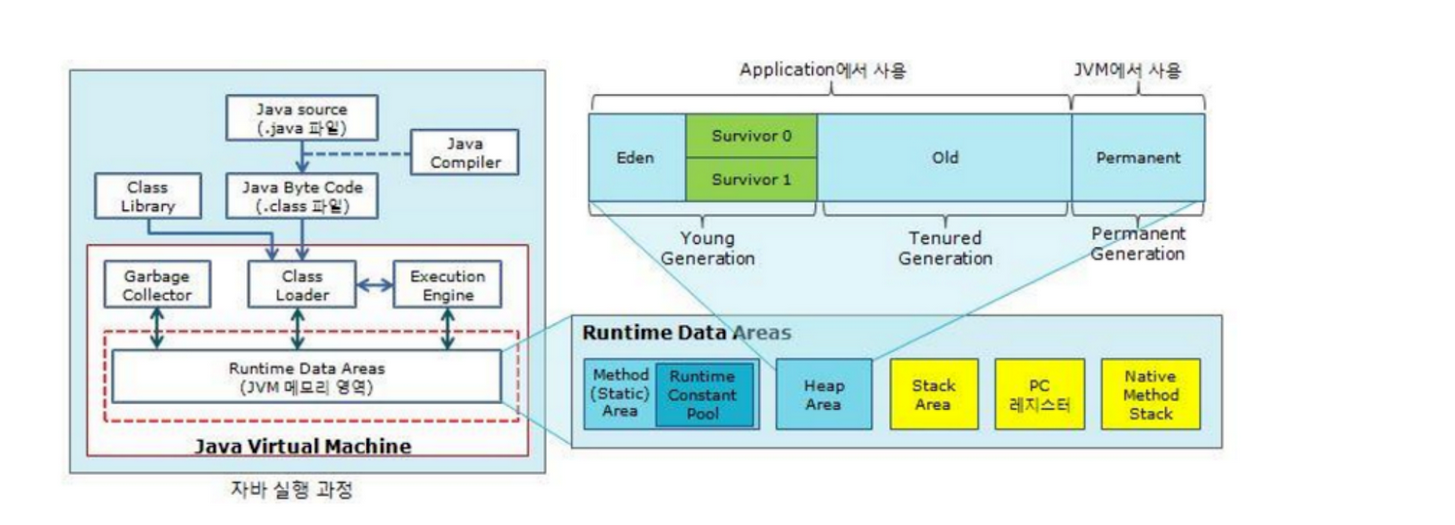 Java source
(.java 파일)
Java
Compiler
Class
Library
Java Byte Code
(.class 파일)
Garbage
Collector
Class
Loader
Execution
Engine
Runtime Data Areas
(JVM 메모리 영역)
Java Virtual Machine
자바 실행 과정
Application에서 사용
JVM에서 사용
Eden
Survivor 0
Survivor 1
Old
Permanent
Young
Generation
Tenured
Generation
Permanent
Generation
Runtime Data Areas
Method
(Static)
Area
Runtime
Constant
Pool
Heap
Area
Stack
Area
PC
레지스터
Native
Method
Stack